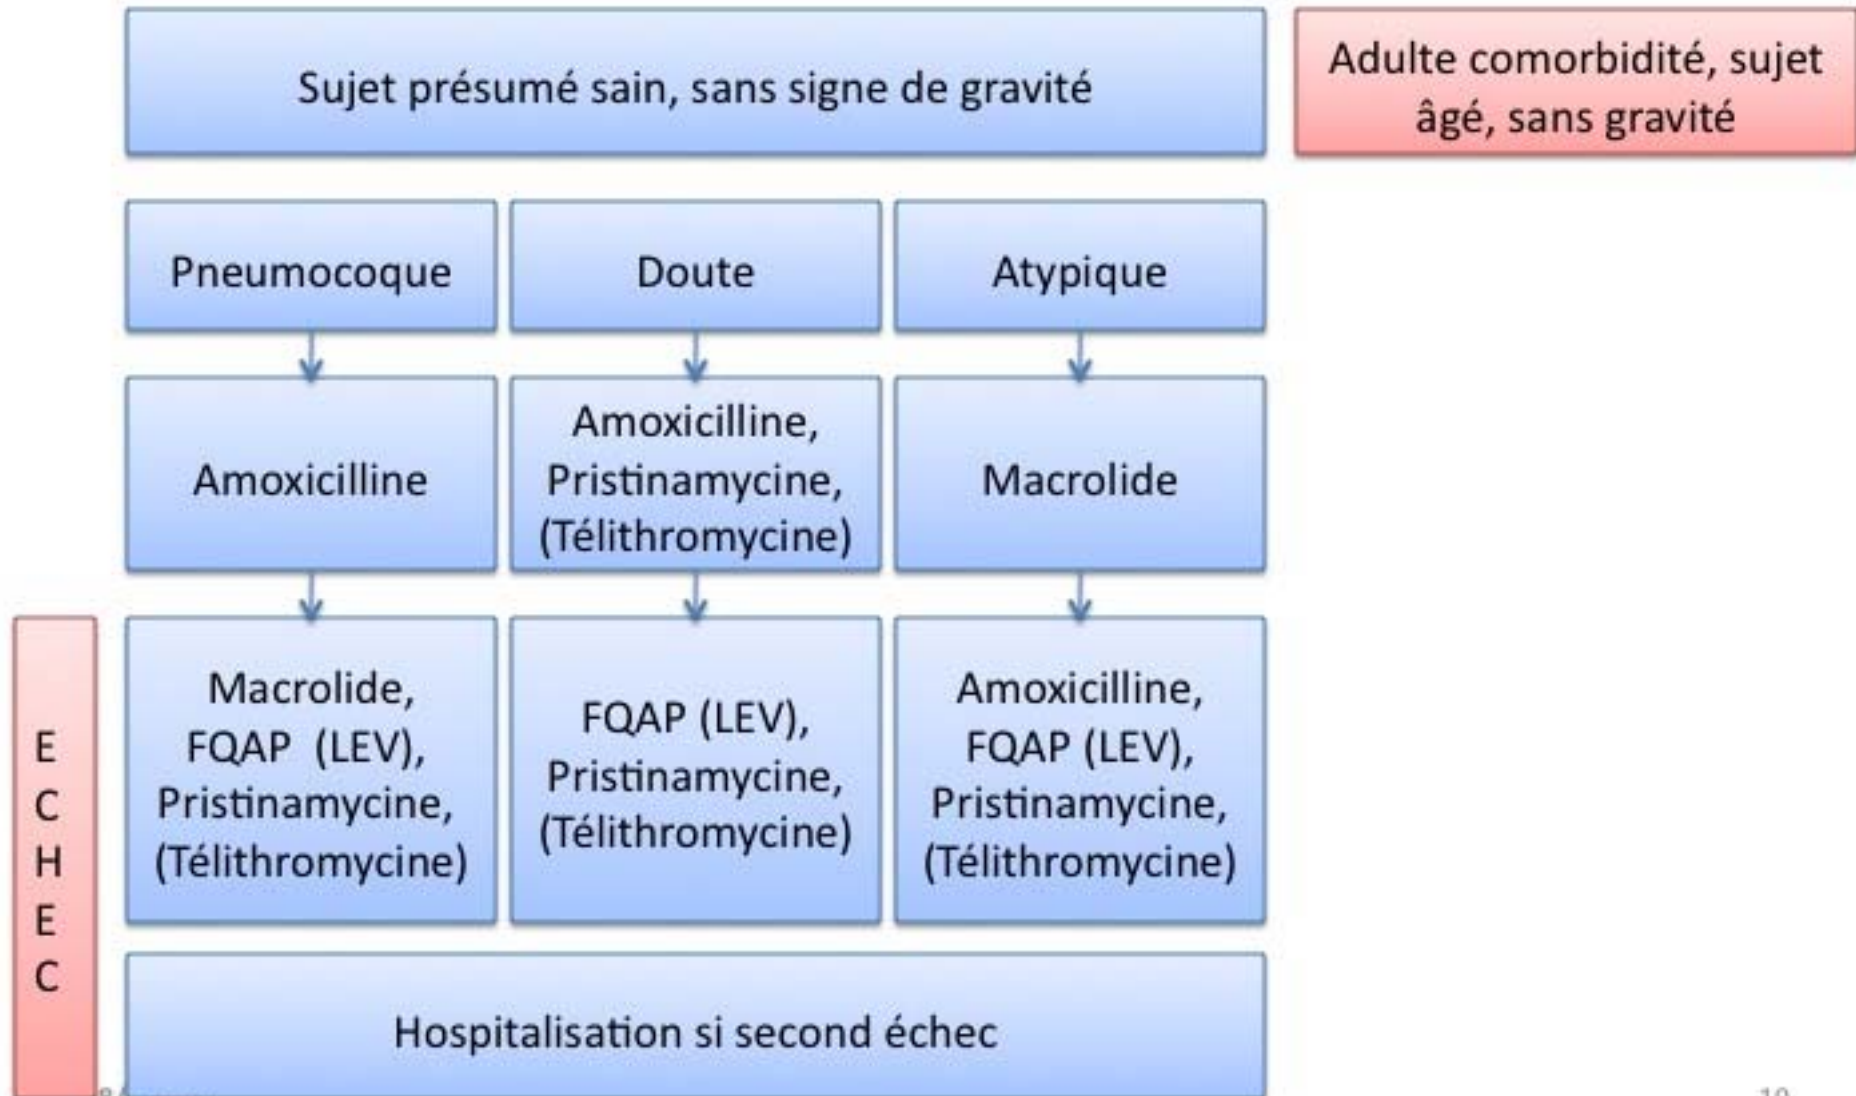 Sujet présumé sain, sans signe de gravité
Adulte comorbidité, sujet
âgé, sans gravité
Pneumocoque
Doute
Atypique
Amoxicilline
Amoxicilline,
Pristinamycine,
(Télithromycine)
Macrolide
E
C
H
E
C
Macrolide,
FQAP (LEV),
Pristinamycine,
(Télithromycine)
FQAP (LEV),
Pristinamycine,
(Télithromycine)
Amoxicilline,
FQAP (LEV),
Pristinamycine,
(Télithromycine)
Hospitalisation si second échec